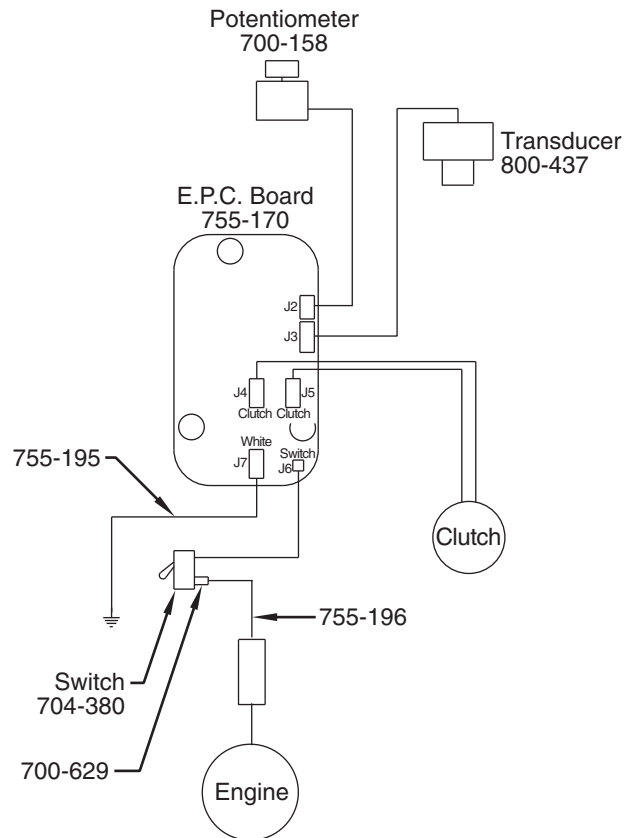 Potentiometer
700-158
Transducer
800-437
E.P.C. Board
755-170
J2
J3
J4
J5
Clutch
Clutch
White
Switch
J7
J6
755-195
Clutch
755-196
Switch
704-380
700-629
Engine